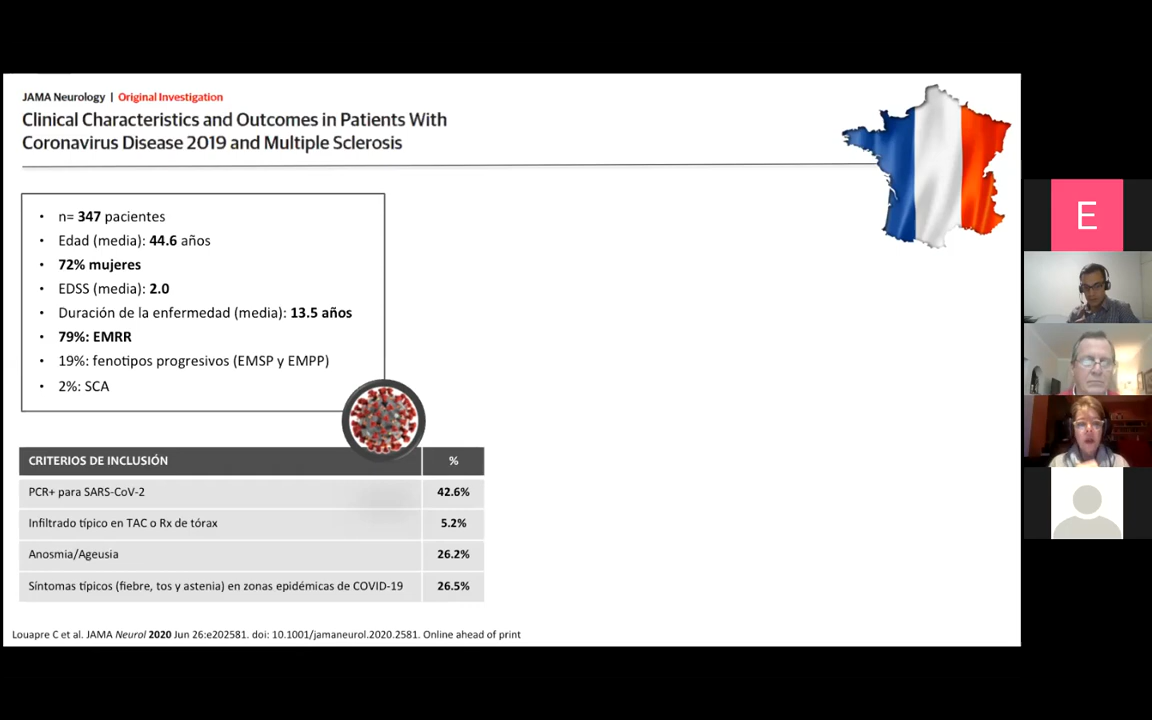 JAMA Neurology | Original Investigation
Clinical Characteristics and Outcomes in Patients With
Coronavirus Disease 2019 and Multiple Sclerosis
• n= 347 pacientes
• Edad (media): 44.6 años
• 72% mujeres
• EDSS (media): 2.0
• Duración de la enfermedad (media): 13.5 años
• 79%: EMRR
• 19%: fenotipos progresivos (EMSP y EMPP)
• 2%: SCA
CRITERIOS DE INCLUSIÓN %
PCR+ para SARS-CoV-2 42.6%
Infiltrado típico en TAC o Rx de tórax 5.2%
Anosmia/Ageusia 26.2%
Síntomas típicos (fiebre, tos y astenia) en zonas epidémicas de COVID-19 26.5%
Louapre C et al. JAMA Neurol 2020 Jun 26:e202581. doi: 10.1001/jamaneurol.2020.2581. Online ahead of print
E